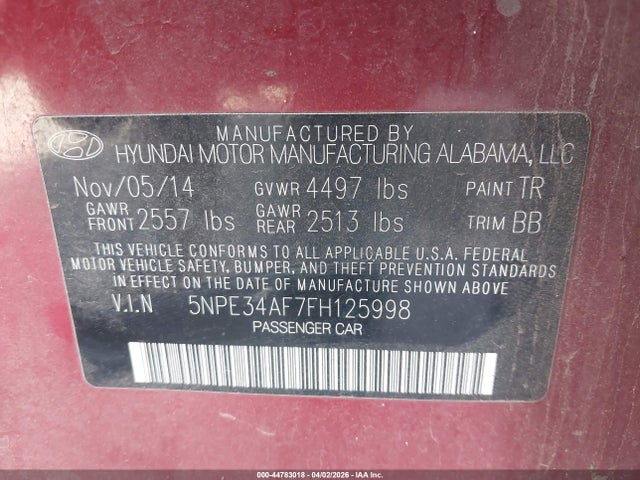 MANUFACTURED BY
HYUNDAI MOTOR MANUFACTURING ALABAMA, LLC
Nov/05/14 GVWR 4497 lbs PAINT TR
GAWR FRONT 2557 lbs GAWR REAR 2513 lbs TRIM BB
THIS VEHICLE CONFORMS TO ALL APPLICABLE U.S.A. FEDERAL
MOTOR VEHICLE SAFETY, BUMPER, AND THEFT PREVENTION STANDARDS
IN EFFECT ON THE DATE OF MANUFACTURE SHOWN ABOVE
V.I.N 5NPE34AF7FH125998
PASSENGER CAR
000-44783018 - 04/02/2026 - IAA Inc.